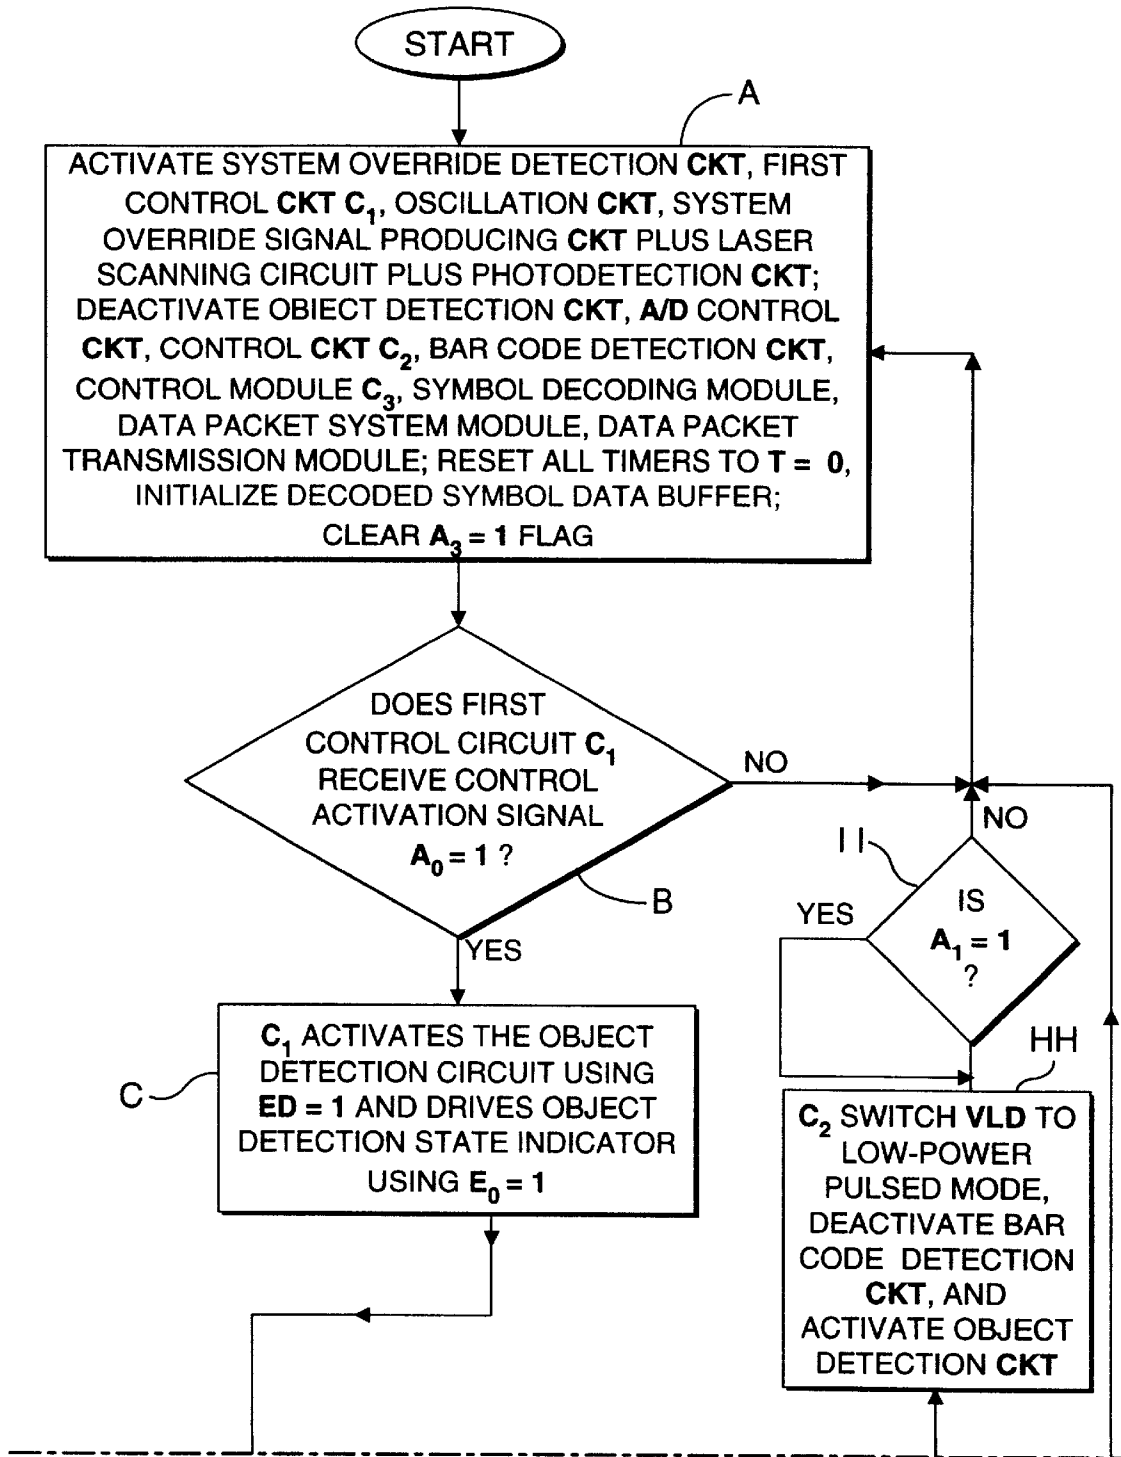 START
A
ACTIVATE SYSTEM OVERRIDE DETECTION CKT, FIRST
CONTROL CKT C1, OSCILLATION CKT, SYSTEM
OVERRIDE SIGNAL PRODUCING CKT PLUS LASER
SCANNING CIRCUIT PLUS PHOTODETECTION CKT;
DEACTIVATE OBIECT DETECTION CKT, A/D CONTROL
CKT, CONTROL CKT C2, BAR CODE DETECTION CKT,
CONTROL MODULE C3, SYMBOL DECODING MODULE,
DATA PACKET SYSTEM MODULE, DATA PACKET
TRANSMISSION MODULE; RESET ALL TIMERS TO T = 0,
INITIALIZE DECODED SYMBOL DATA BUFFER;
CLEAR A3 = 1 FLAG
DOES FIRST
CONTROL CIRCUIT C1
RECEIVE CONTROL
ACTIVATION SIGNAL
A0 = 1 ?
NO
B
YES
C1 ACTIVATES THE OBJECT
DETECTION CIRCUIT USING
ED = 1 AND DRIVES OBJECT
DETECTION STATE INDICATOR
USING E0 = 1
C
NO
II
YES
IS
A1 = 1
?
HH
C2 SWITCH VLD TO
LOW-POWER
PULSED MODE,
DEACTIVATE BAR
CODE DETECTION
CKT, AND
ACTIVATE OBJECT
DETECTION CKT